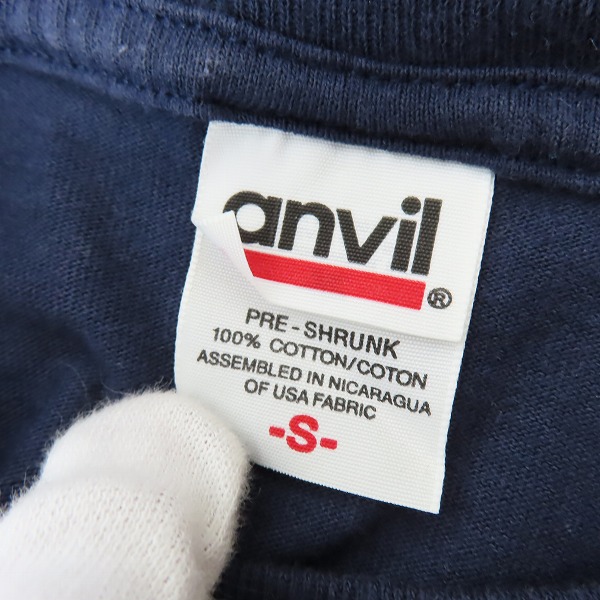 anvil®
PRE-SHRUNK
100% COTTON/COTON
ASSEMBLED IN NICARAGUA
OF USA FABRIC
-S-